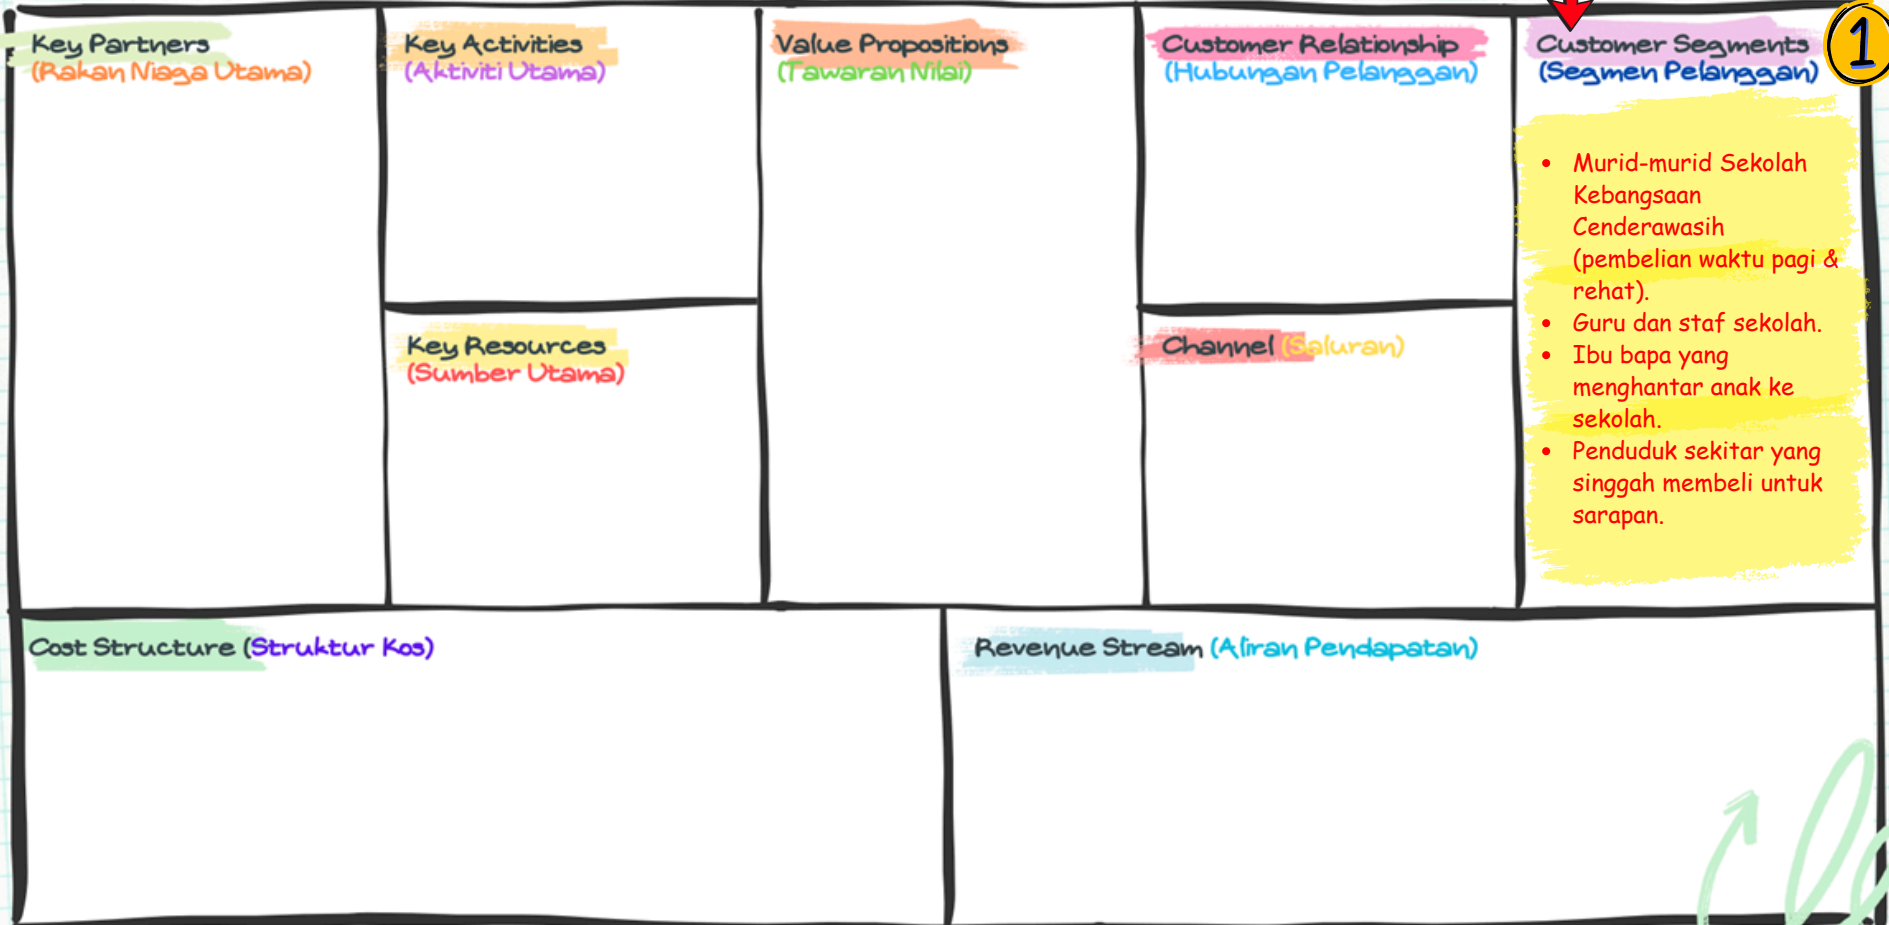 Key Partners
(Rakan Niaga Utama)
Key Activities
(Aktiviti Utama)
Key Resources
(Sumber Utama)
Value Propositions
(Tawaran Nilai)
Customer Relationship
(Hubungan Pelanggan)
Channel (Saluran)
Customer Segments
(Segmen Pelanggan)
1
• Murid-murid Sekolah
Kebangsaan
Cenderawasih
(pembelian waktu pagi &
rehat).
• Guru dan staf sekolah.
• Ibu bapa yang
menghantar anak ke
sekolah.
• Penduduk sekitar yang
singgah membeli untuk
sarapan.
Cost Structure (Struktur Kos)
Revenue Stream (Aliran Pendapatan)